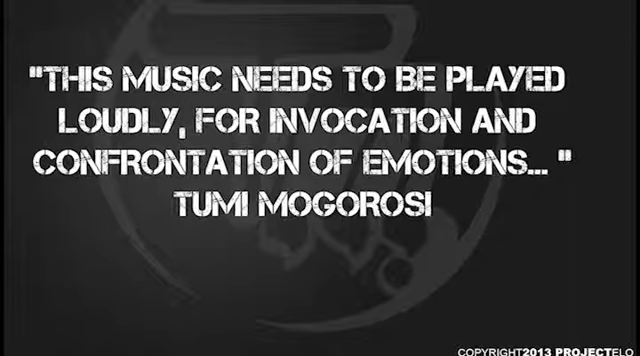 "THIS MUSIC NEEDS TO BE PLAYED
LOUDLY, FOR INVOCATION AND
CONFRONTATION OF EMOTIONS... "
TUMI MOGOROSI
COPYRIGHT2013 PROJECTELO